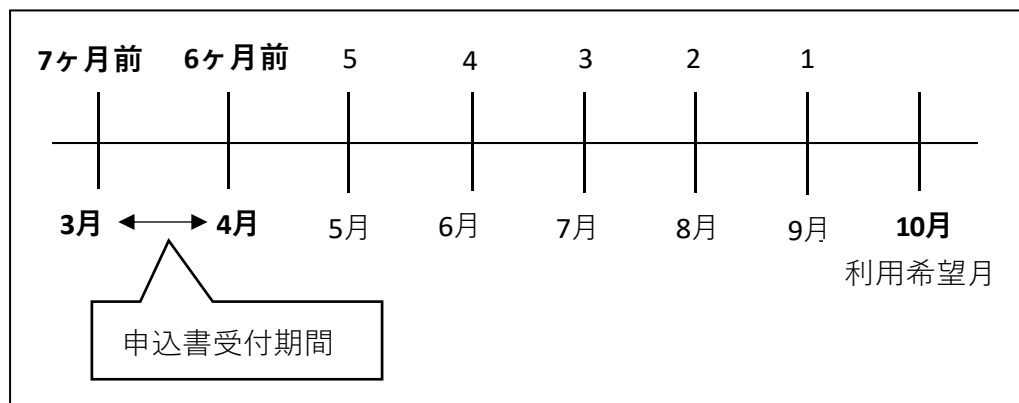 7ヶ月前 6ヶ月前 5 4 3 2 1
3月 4月 5月 6月 7月 8月 9月 10月
利用希望月
申込書受付期間